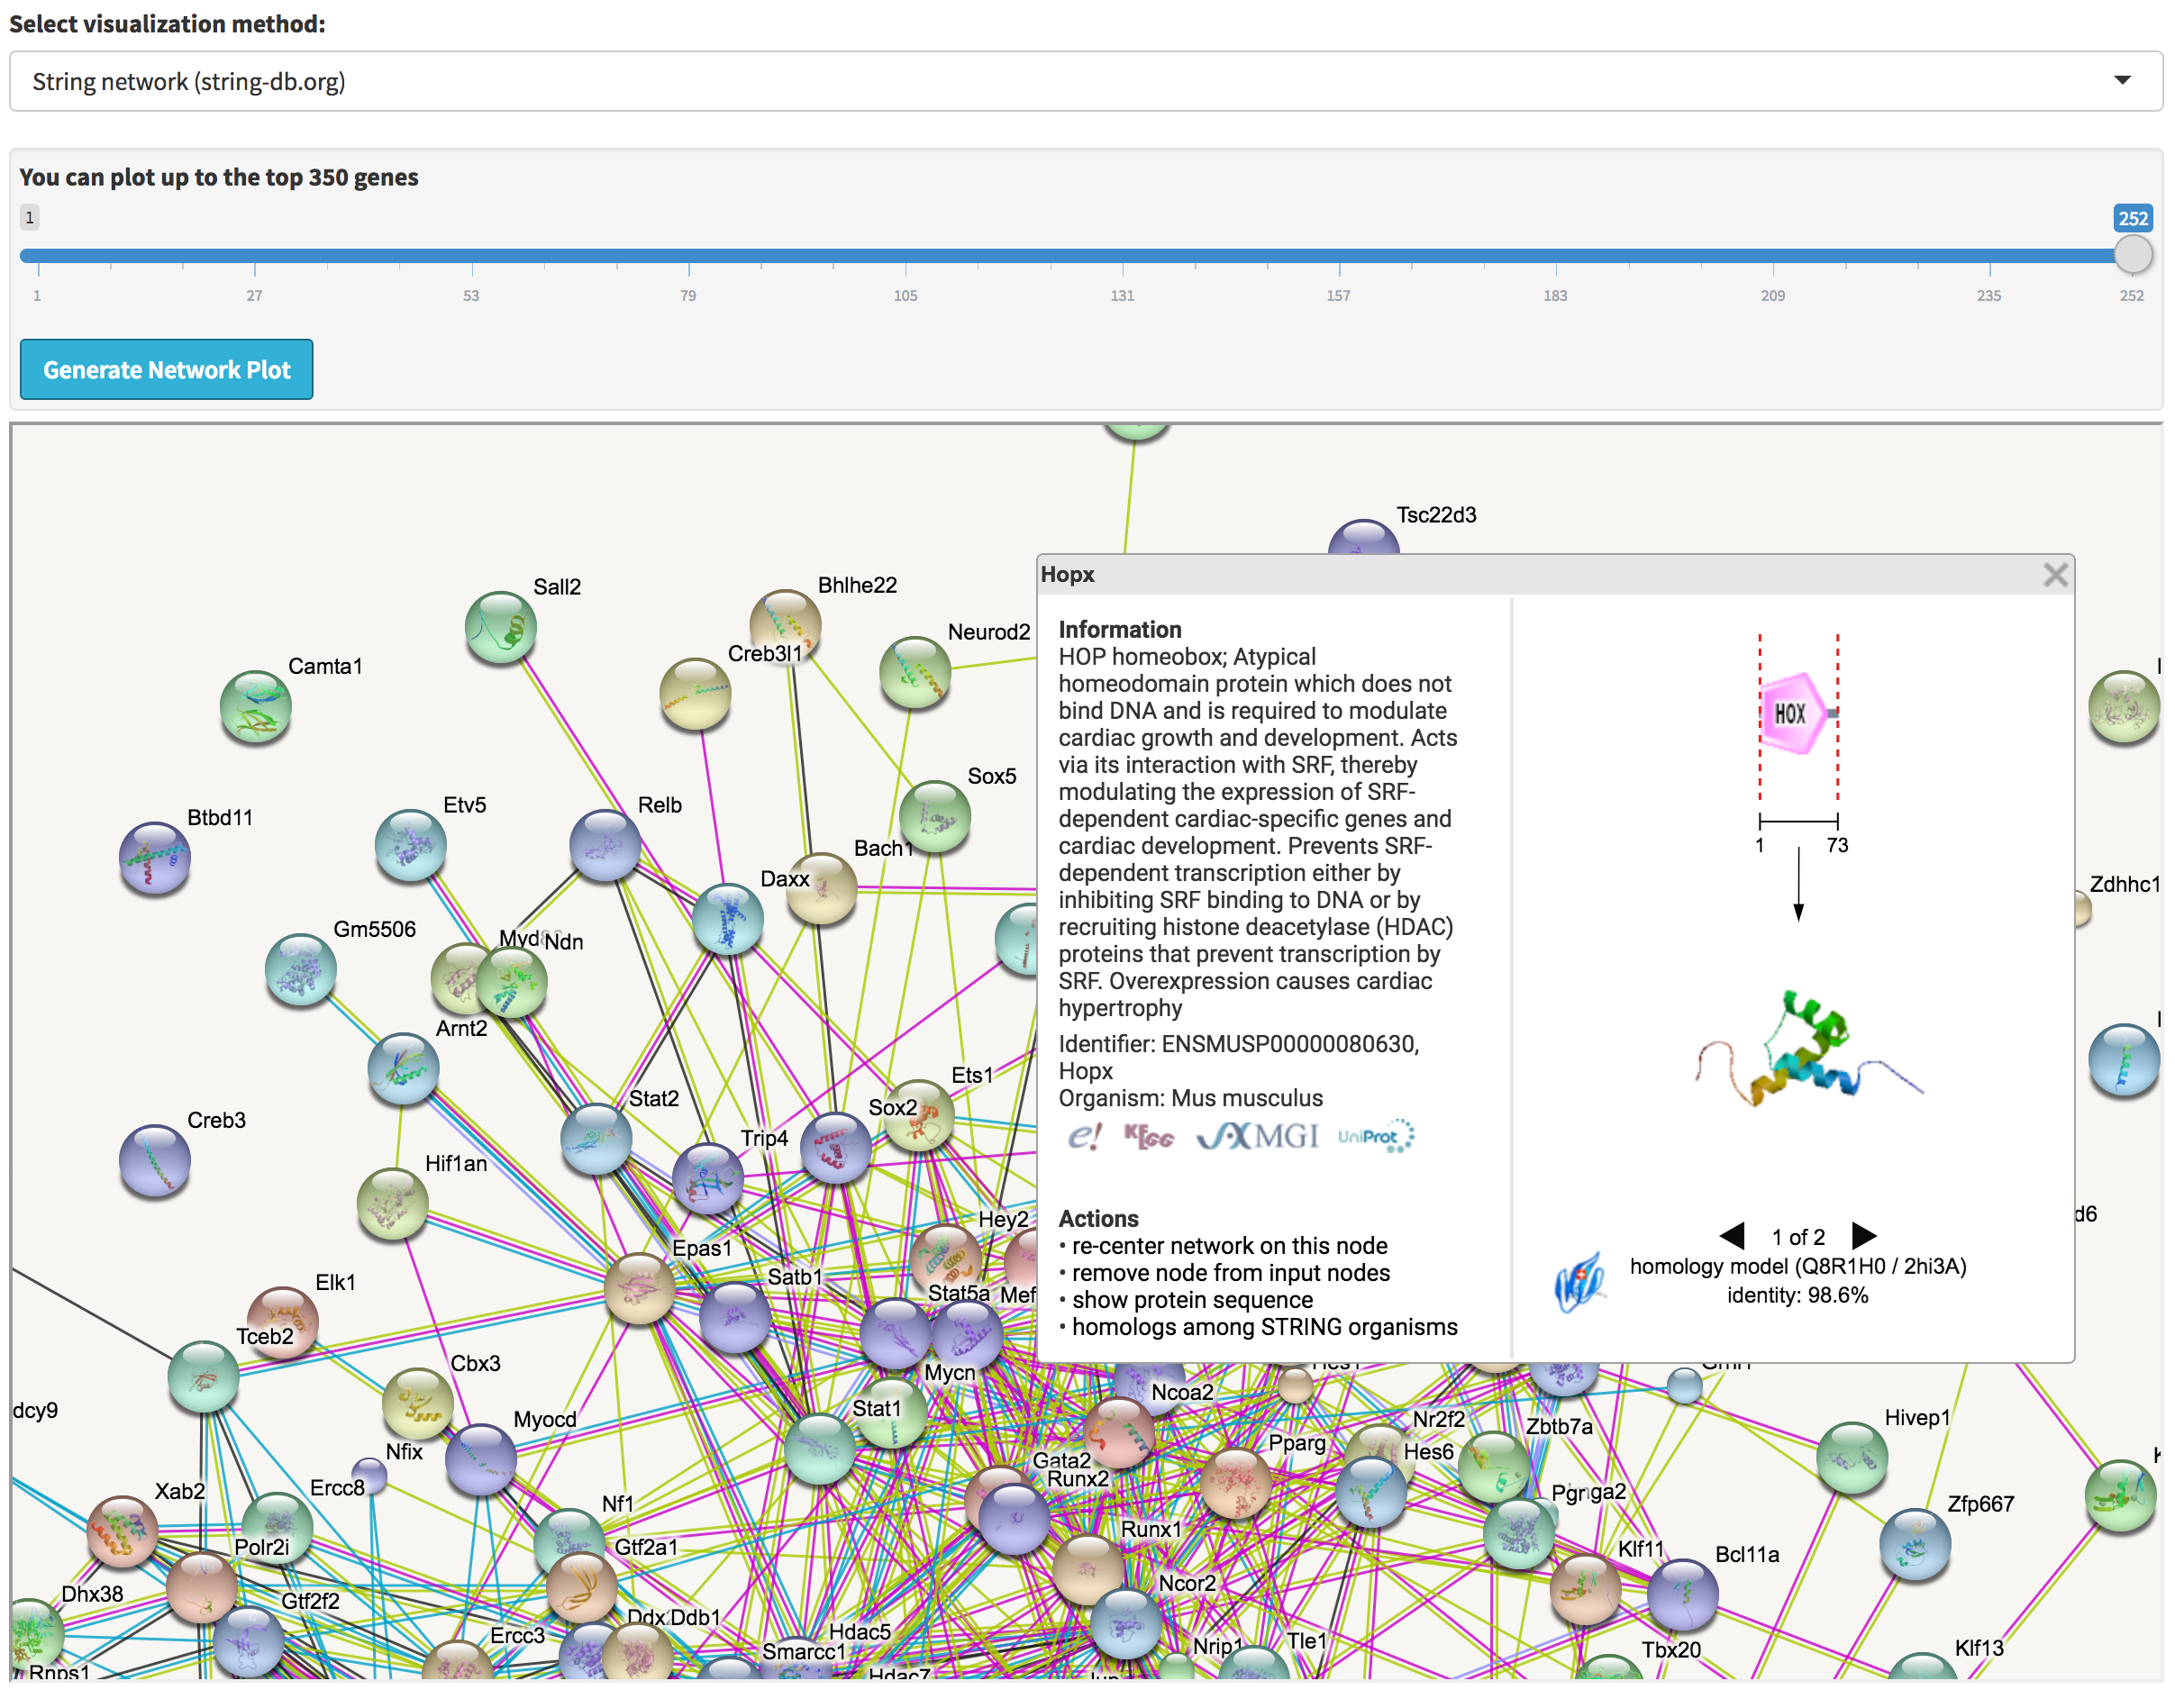 Select visualization method:
String network (string-db.org)
You can plot up to the top 350 genes
1
252
1 27 53 79 105 131 157 183 209 235 252
Generate Network Plot
Tsc22d3
Hopx
Sall2
Bhlhe22
Neurod2
Creb3l1
Camta1
Information
HOP homeobox; Atypical
homeodomain protein which does not
bind DNA and is required to modulate
cardiac growth and development. Acts
via its interaction with SRF, thereby
modulating the expression of SRF-
dependent cardiac-specific genes and
cardiac development. Prevents SRF-
dependent transcription either by
inhibiting SRF binding to DNA or by
recruiting histone deacetylase (HDAC)
proteins that prevent transcription by
SRF. Overexpression causes cardiac
hypertrophy
Identifier: ENSMUSP00000080630,
Hopx
Organism: Mus musculus
e! KEGG MGI UniProt
Actions
• re-center network on this node
• remove node from input nodes
• show protein sequence
• homologs among STRING organisms
HOX
1 73
1 of 2
homology model (Q8R1H0 / 2hi3A)
identity: 98.6%
Sox5
Btbd11
Etv5
Relb
Bach1
Daxx
Zdhhc1
Gm5506
Ndn
Arnt2
Ets1
Stat2
Sox2
Creb3
Trip4
Hif1an
Hey2
d6
Epas1
Satb1
Elk1
Stat5a
Mef
Tceb2
Cbx3
Mycn
Ncoa2
dcy9
Stat1
Myocd
Nr2f2
Zbtb7a
Hivep1
Nfix
Pparg
Hes6
Gata2
Runx2
Ercc8
Xab2
Nf1
Zfp667
Runx1
Polr2i
Gtf2a1
Klf11
Bcl11a
Dhx38
Gtf2f2
Ncor2
Ddb1
Ercc3
Hdac5
Smarcc1
Nrip1
Tle1
Tbx20
Klf13
Rnps1
Hdac7